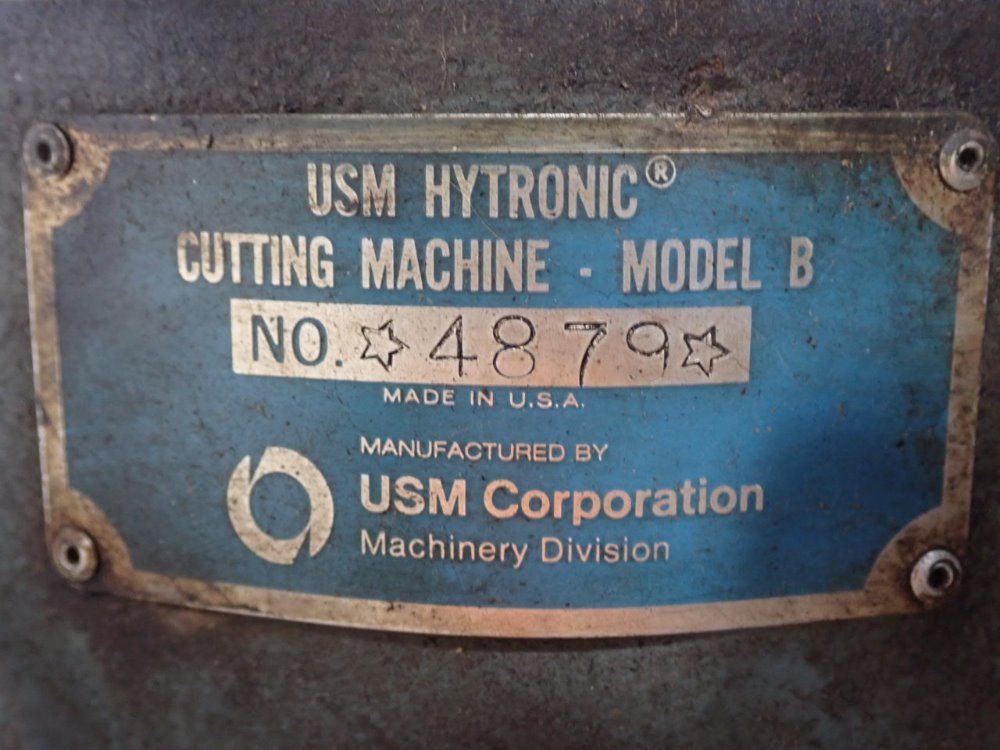 USM HYTRONIC®
CUTTING MACHINE - MODEL B
NO. ☆4879☆
MADE IN U.S.A.
MANUFACTURED BY
USM Corporation
Machinery Division